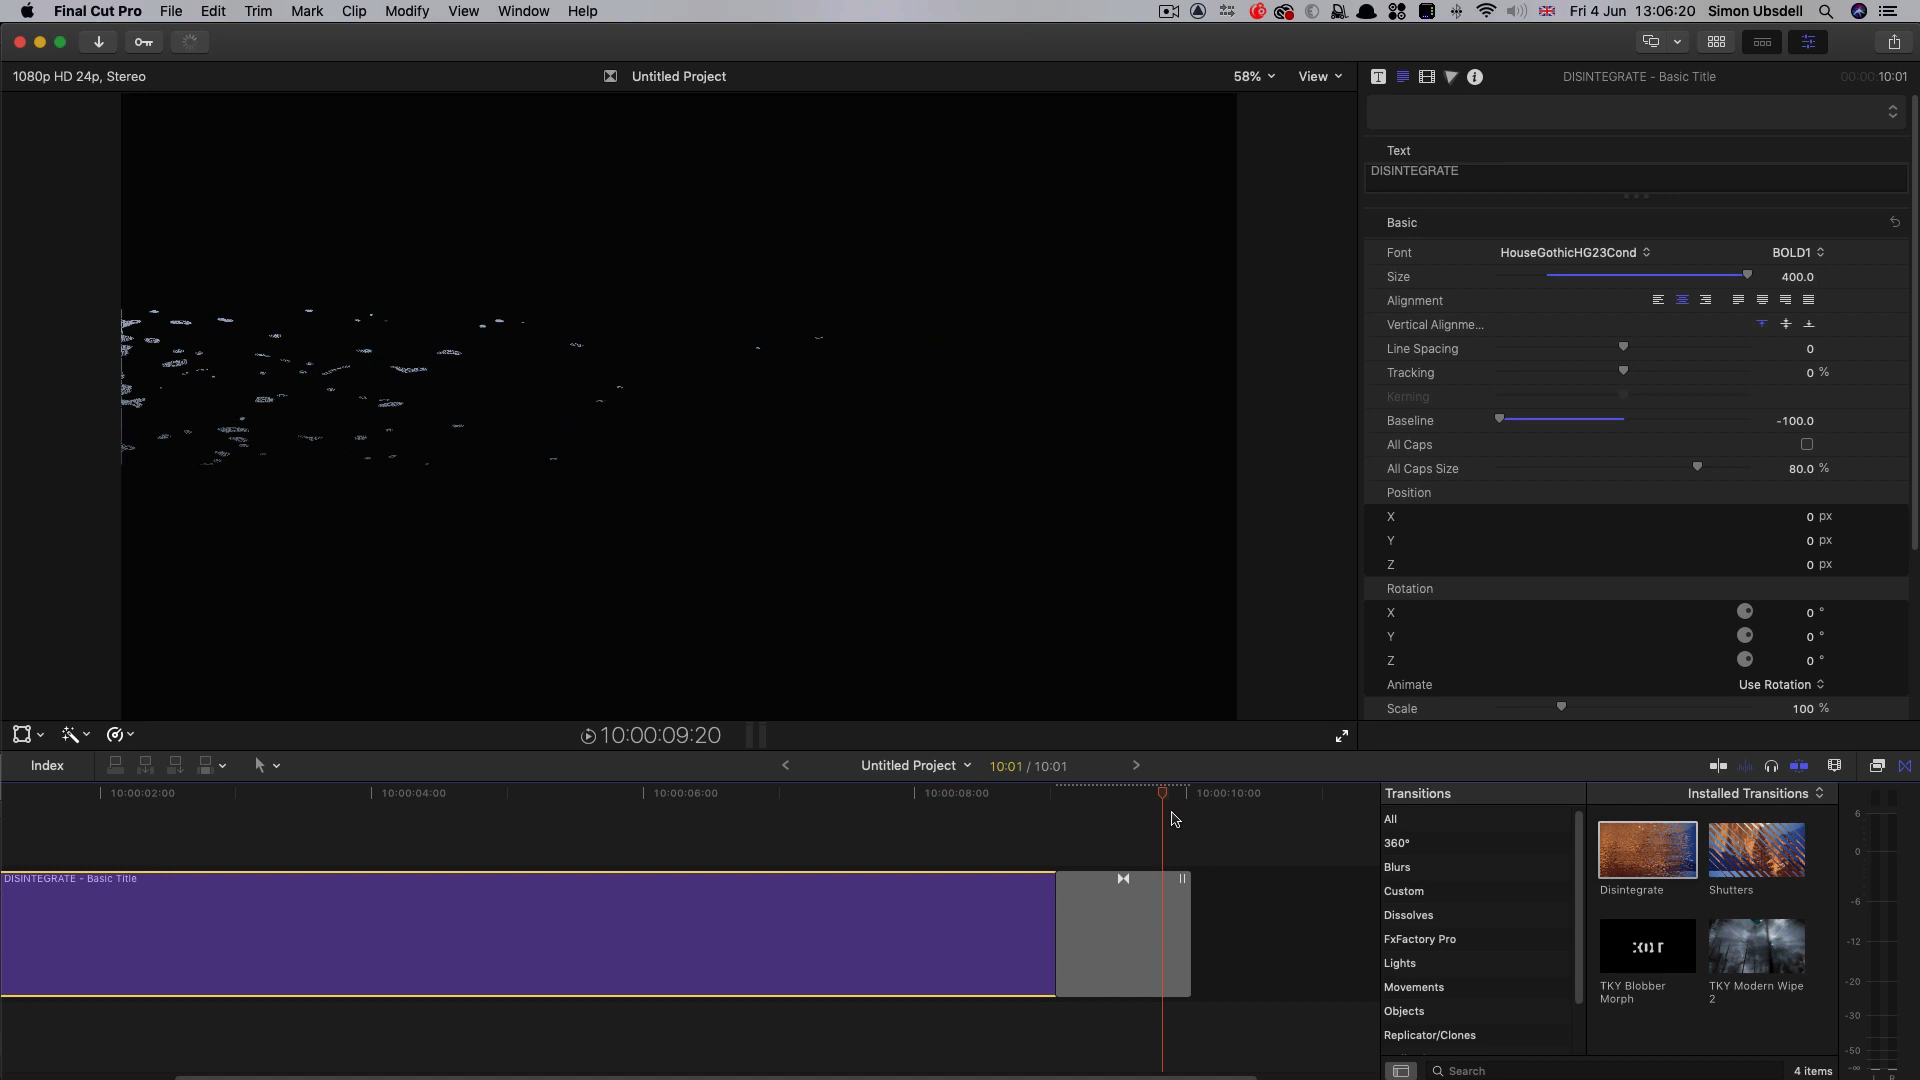 Final Cut Pro File Edit Trim Mark Clip Modify View Window Help Fri 4 Jun 13:06:20 Simon Ubsdell
1080p HD 24p, Stereo Untitled Project 58% View DISINTEGRATE - Basic Title 00:00:10:01
Text
DISINTEGRATE
Basic
Font HouseGothicHG23Cond BOLD1
Size 400.0
Alignment
Vertical Alignme...
Line Spacing 0
Tracking 0 %
Kerning
Baseline -100.0
All Caps
All Caps Size 80.0 %
Position
X 0 px
Y 0 px
Z 0 px
Rotation
X 0 °
Y 0 °
Z 0 °
Animate Use Rotation
Scale 100 %
10:00:09:20
Index Untitled Project 10:01 / 10:01
10:00:02:00 10:00:04:00 10:00:06:00 10:00:08:00 10:00:10:00
DISINTEGRATE - Basic Title
Transitions Installed Transitions
All
360°
Blurs
Custom
Dissolves
FxFactory Pro
Lights
Movements
Objects
Replicator/Clones
Disintegrate Shutters
TKY Blobber Morph
TKY Modern Wipe 2
Search 4 items
6
0
-6
-12
-20
-30
-50
-∞
L R